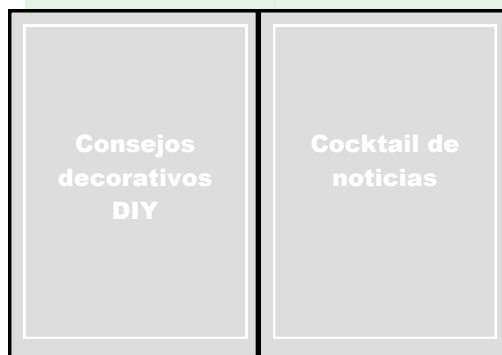 Consejos
decorativos
DIY
Cocktail de
noticias